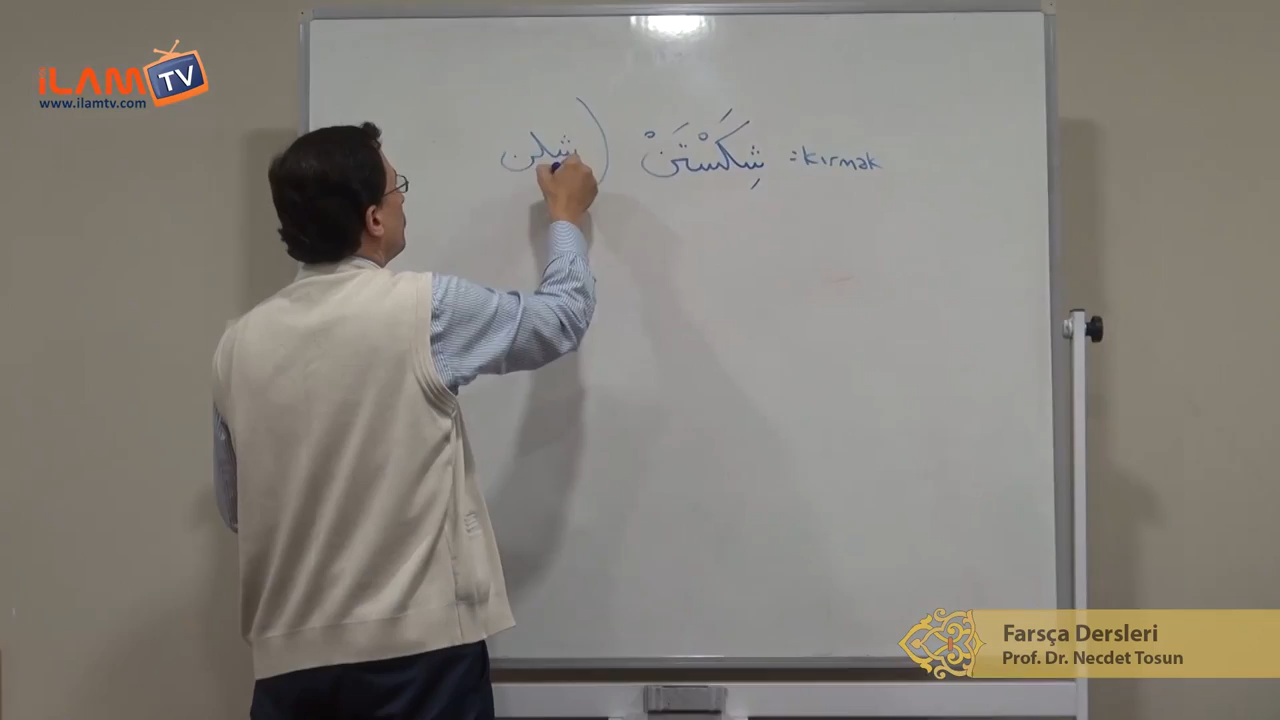 iLAM TV
www.ilamtv.com
شِکَسْتَنْ = kırmak
( شکن
Farsça Dersleri
Prof. Dr. Necdet Tosun